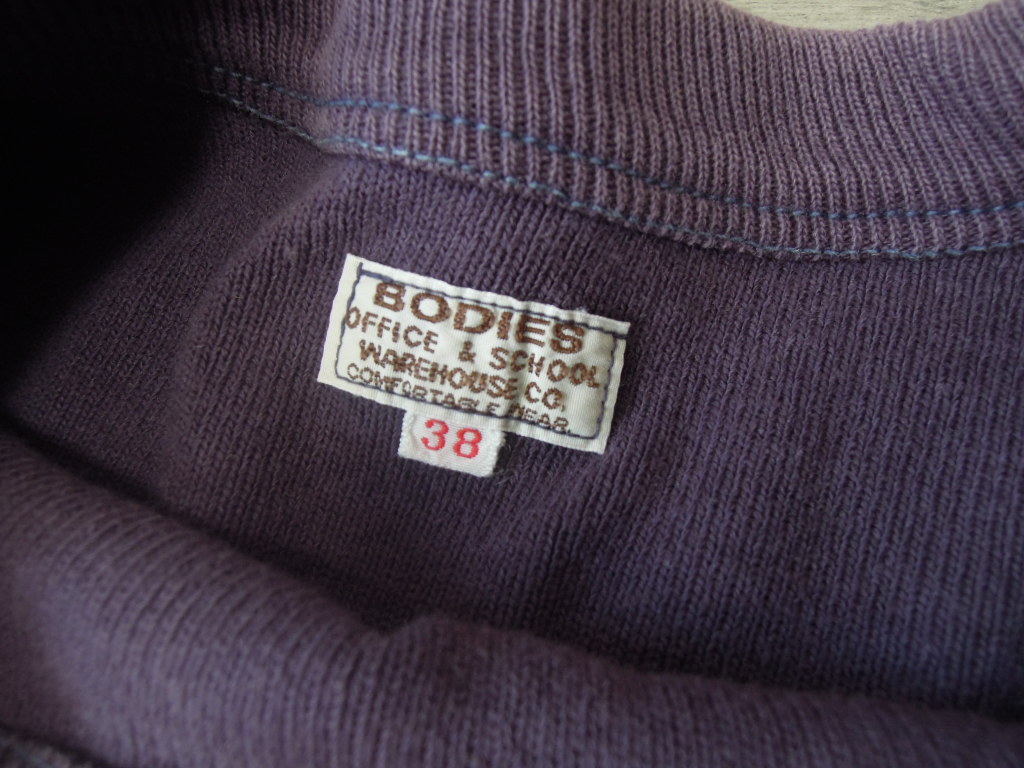 BODIES
OFFICE & SCHOOL
WAREHOUSE CO.
COMFORTABLE WEAR.
38